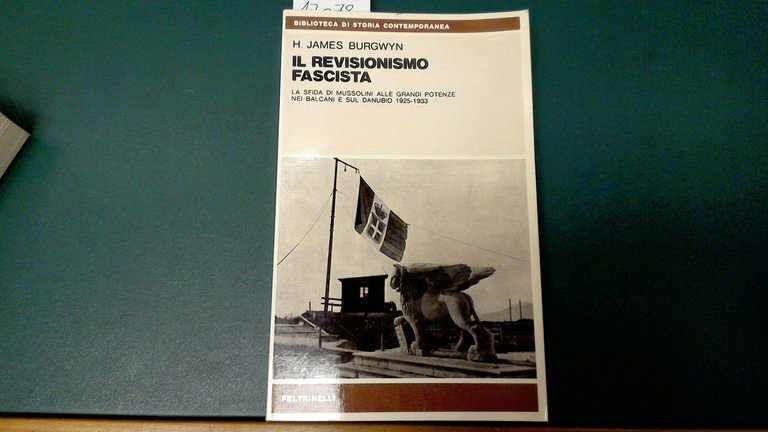 BIBLIOTECA DI STORIA CONTEMPORANEA
H. JAMES BURGWYN
IL REVISIONISMO
FASCISTA
LA SFIDA DI MUSSOLINI ALLE GRANDI POTENZE
NEI BALCANI E SUL DANUBIO 1925-1933
FELTRINELLI